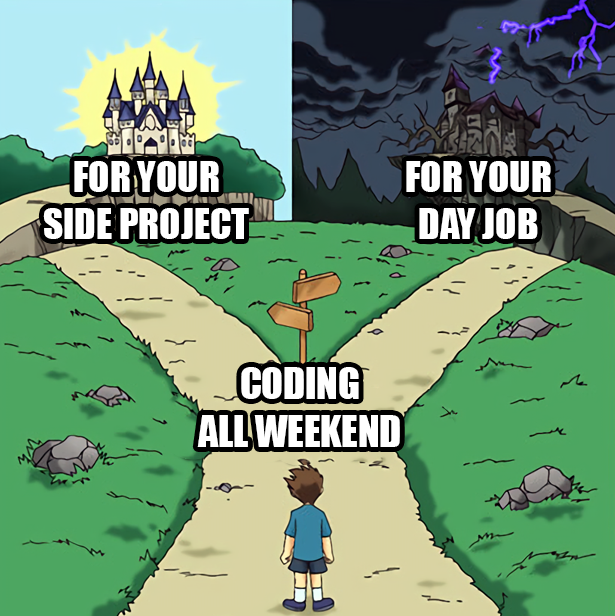 FOR YOUR
SIDE PROJECT
FOR YOUR
DAY JOB
CODING
ALL WEEKEND